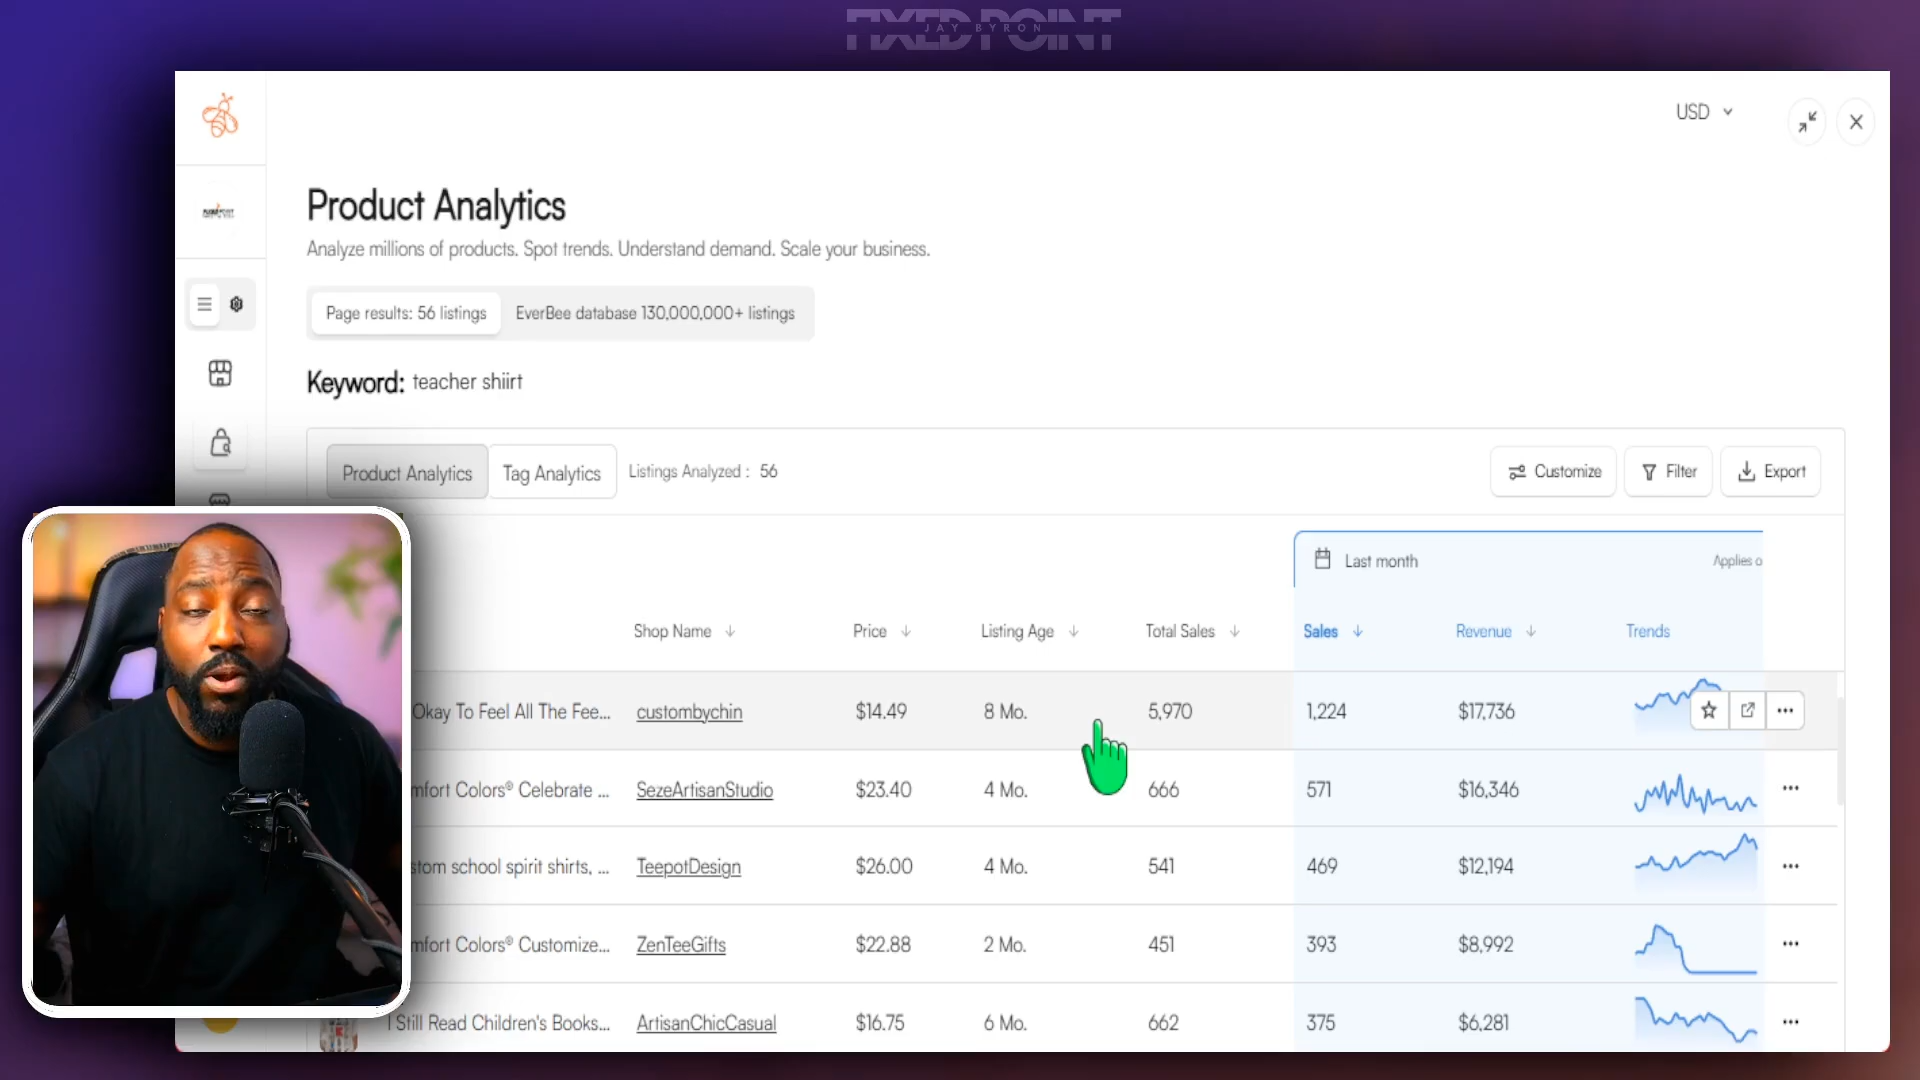 FIXED POINT
JAY BYRON
USD
Product Analytics
Analyze millions of products. Spot trends. Understand demand. Scale your business.
Page results: 56 listings EverBee database 130,000,000+ listings
Keyword: teacher shiirt
Product Analytics Tag Analytics Listings Analyzed : 56 Customize Filter Export
Last month Applies o
Shop Name Price Listing Age Total Sales Sales Revenue Trends
Okay To Feel All The Fee... custombychin $14.49 8 Mo. 5,970 1,224 $17,736
mfort Colors® Celebrate ... SezeArtisanStudio $23.40 4 Mo. 666 571 $16,346
stom school spirit shirts, ... TeepotDesign $26.00 4 Mo. 541 469 $12,194
mfort Colors® Customize... ZenTeeGifts $22.88 2 Mo. 451 393 $8,992
I Still Read Children's Books... ArtisanChicCasual $16.75 6 Mo. 662 375 $6,281